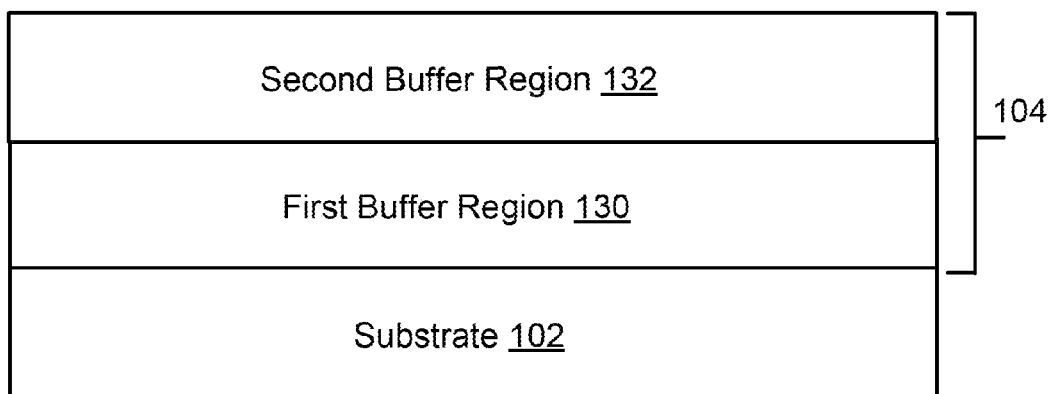 Second Buffer Region 132
104
First Buffer Region 130
Substrate 102